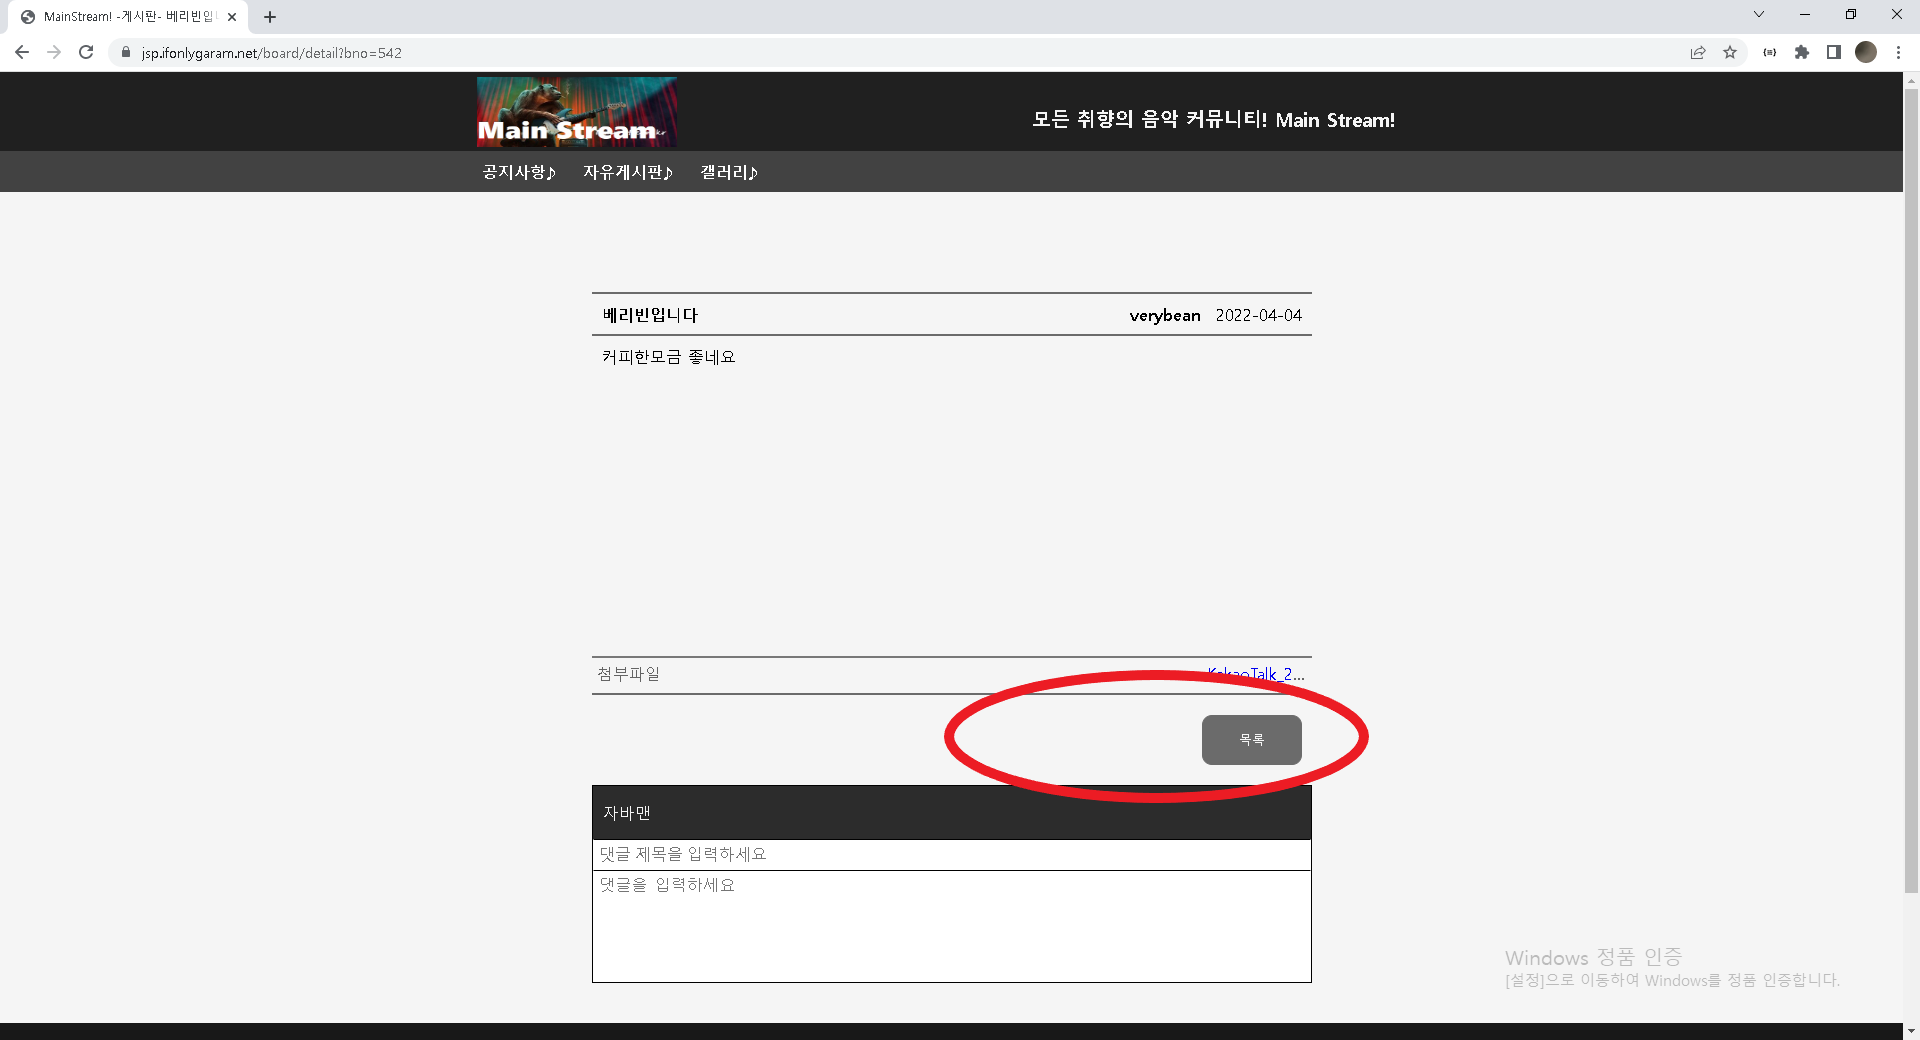 MainStream! -게시판- 베리빈입니
jsp.ifonlygaram.net/board/detail?bno=542
Main Stream
모든 취향의 음악 커뮤니티! Main Stream!
공지사항♪ 자유게시판♪ 갤러리♪
베리빈입니다 verybean 2022-04-04
커피한모금 좋네요
첨부파일 KakaoTalk_2...
목록
자바맨
댓글 제목을 입력하세요
댓글을 입력하세요
Windows 정품 인증
[설정]으로 이동하여 Windows를 정품 인증합니다.